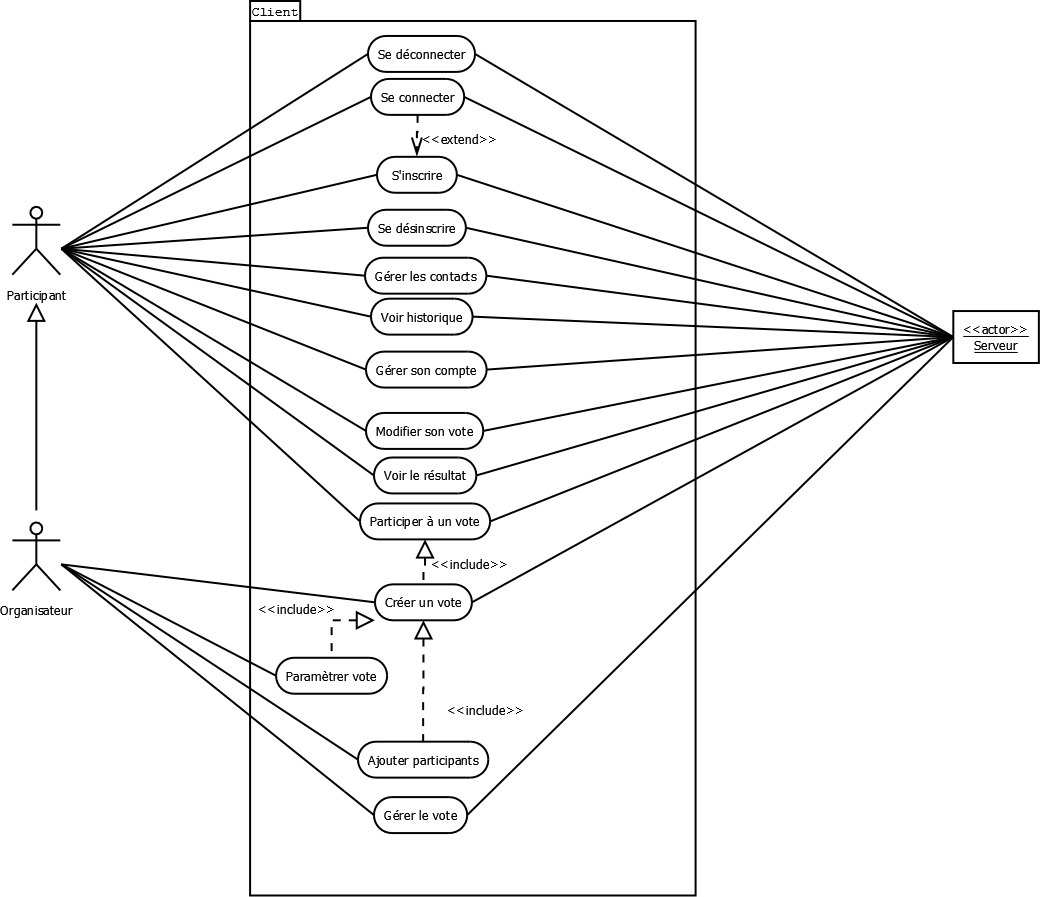 Client
Se déconnecter
Se connecter
<<extend>>
S'inscrire
Se désinscrire
Gérer les contacts
Participant
Voir historique
<<actor>>
Serveur
Gérer son compte
Modifier son vote
Voir le résultat
Participer à un vote
<<include>>
Créer un vote
Organisateur
<<include>>
Paramètrer vote
<<include>>
Ajouter participants
Gérer le vote